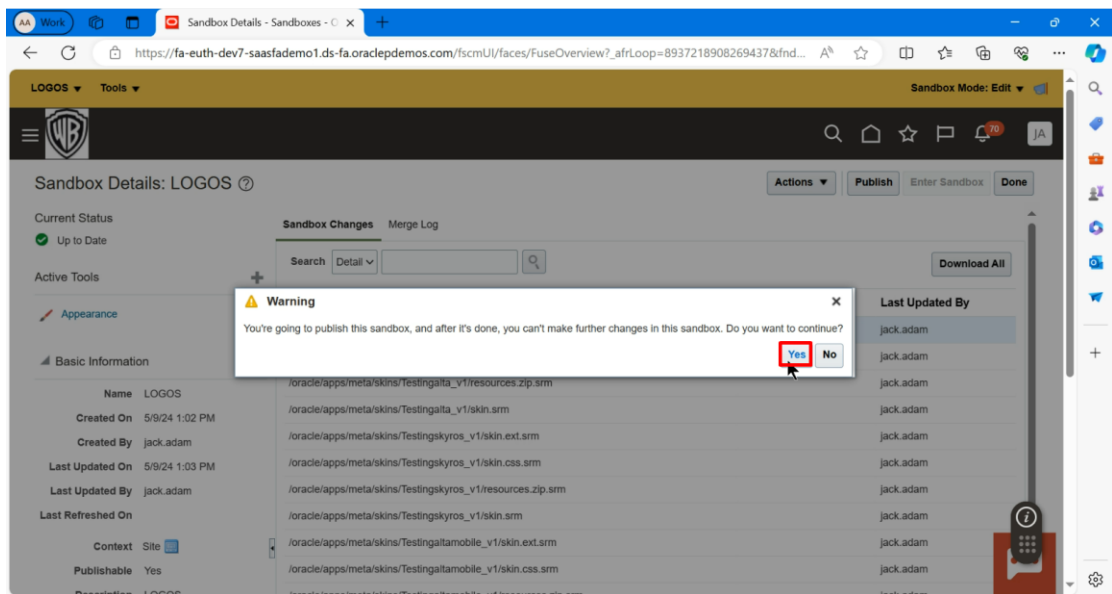 AA Work
Sandbox Details - Sandboxes - O
https://fa-euth-dev7-saasfademo1.ds-fa.oraclepdemos.com/fscmUI/faces/FuseOverview?_afrLoop=8937218908269437&fnd...
LOGOS Tools Sandbox Mode: Edit
WB 70 JA
Sandbox Details: LOGOS
Actions Publish Enter Sandbox Done
Current Status
Up to Date
Active Tools
Appearance
Basic Information
Name LOGOS
Created On 5/9/24 1:02 PM
Created By jack.adam
Last Updated On 5/9/24 1:03 PM
Last Updated By jack.adam
Last Refreshed On
Context Site
Publishable Yes
Sandbox Changes Merge Log
Search Detail
Download All
Last Updated By
jack.adam
jack.adam
Warning
You're going to publish this sandbox, and after it's done, you can't make further changes in this sandbox. Do you want to continue?
Yes No
/oracle/apps/meta/skins/Testingalta_v1/resources.zip.srm jack.adam
/oracle/apps/meta/skins/Testingalta_v1/skin.srm jack.adam
/oracle/apps/meta/skins/Testingskyros_v1/skin.ext.srm jack.adam
/oracle/apps/meta/skins/Testingskyros_v1/skin.css.srm jack.adam
/oracle/apps/meta/skins/Testingskyros_v1/resources.zip.srm jack.adam
/oracle/apps/meta/skins/Testingskyros_v1/skin.srm jack.adam
/oracle/apps/meta/skins/Testingaltamobile_v1/skin.ext.srm jack.adam
/oracle/apps/meta/skins/Testingaltamobile_v1/skin.css.srm jack.adam